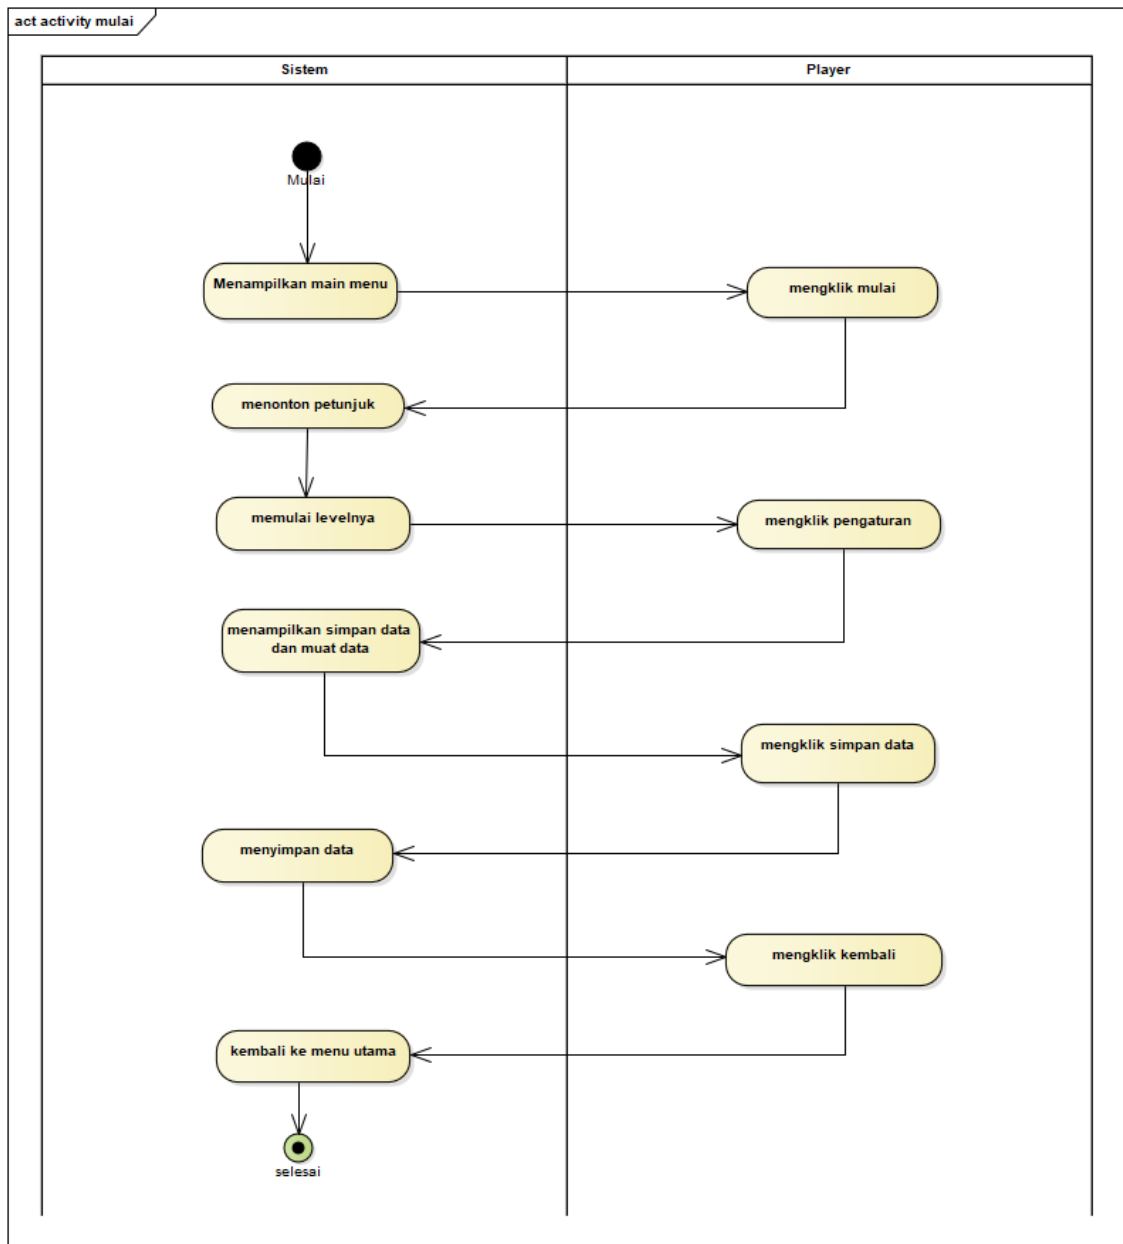 act activity mulai
Sistem
Player
Mulai
Menampilkan main menu
mengklik mulai
menonton petunjuk
memulai levelnya
mengklik pengaturan
menampilkan simpan data
dan muat data
mengklik simpan data
menyimpan data
mengklik kembali
kembali ke menu utama
selesai